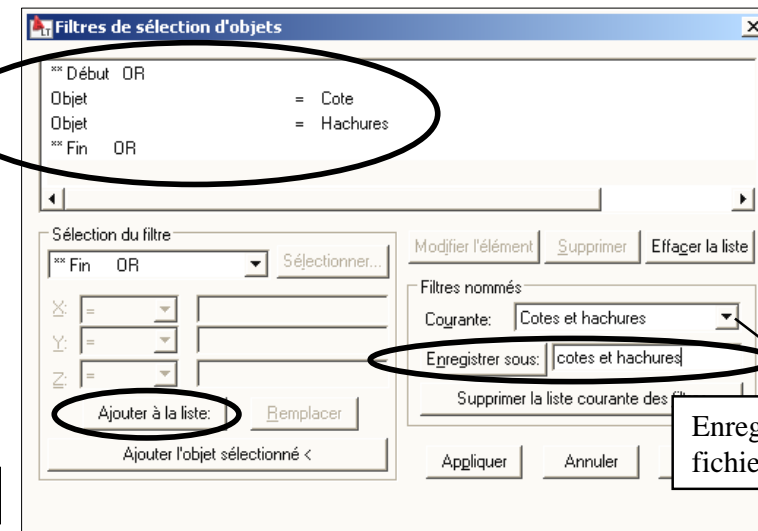 LT Filtres de sélection d'objets x
** Début OR
Objet = Cote
Objet = Hachures
** Fin OR
Sélection du filtre
** Fin OR Sélectionner...
X: =
Y: =
Z: =
Ajouter à la liste: Remplacer
Ajouter l'objet sélectionné <
Modifier l'élément Supprimer Effacer la liste
Filtres nommés
Courante: Cotes et hachures
Enregistrer sous: cotes et hachures
Supprimer la liste courante des
Appliquer Annuler
Enreg
fichie